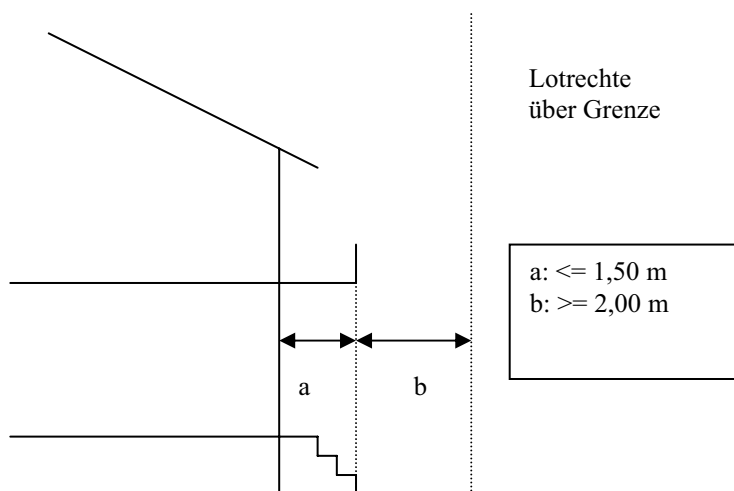 Lotrechte
über Grenze
a: <= 1,50 m
b: >= 2,00 m
a
b